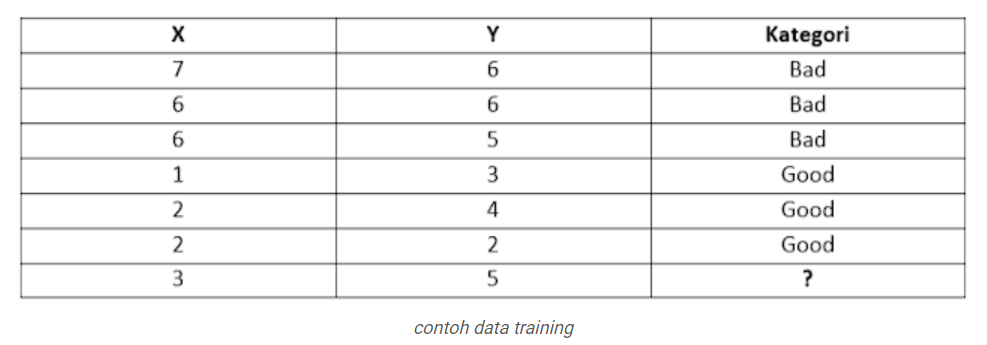 X Y Kategori
7 6 Bad
6 6 Bad
6 5 Bad
1 3 Good
2 4 Good
2 2 Good
3 5 ?
contoh data training